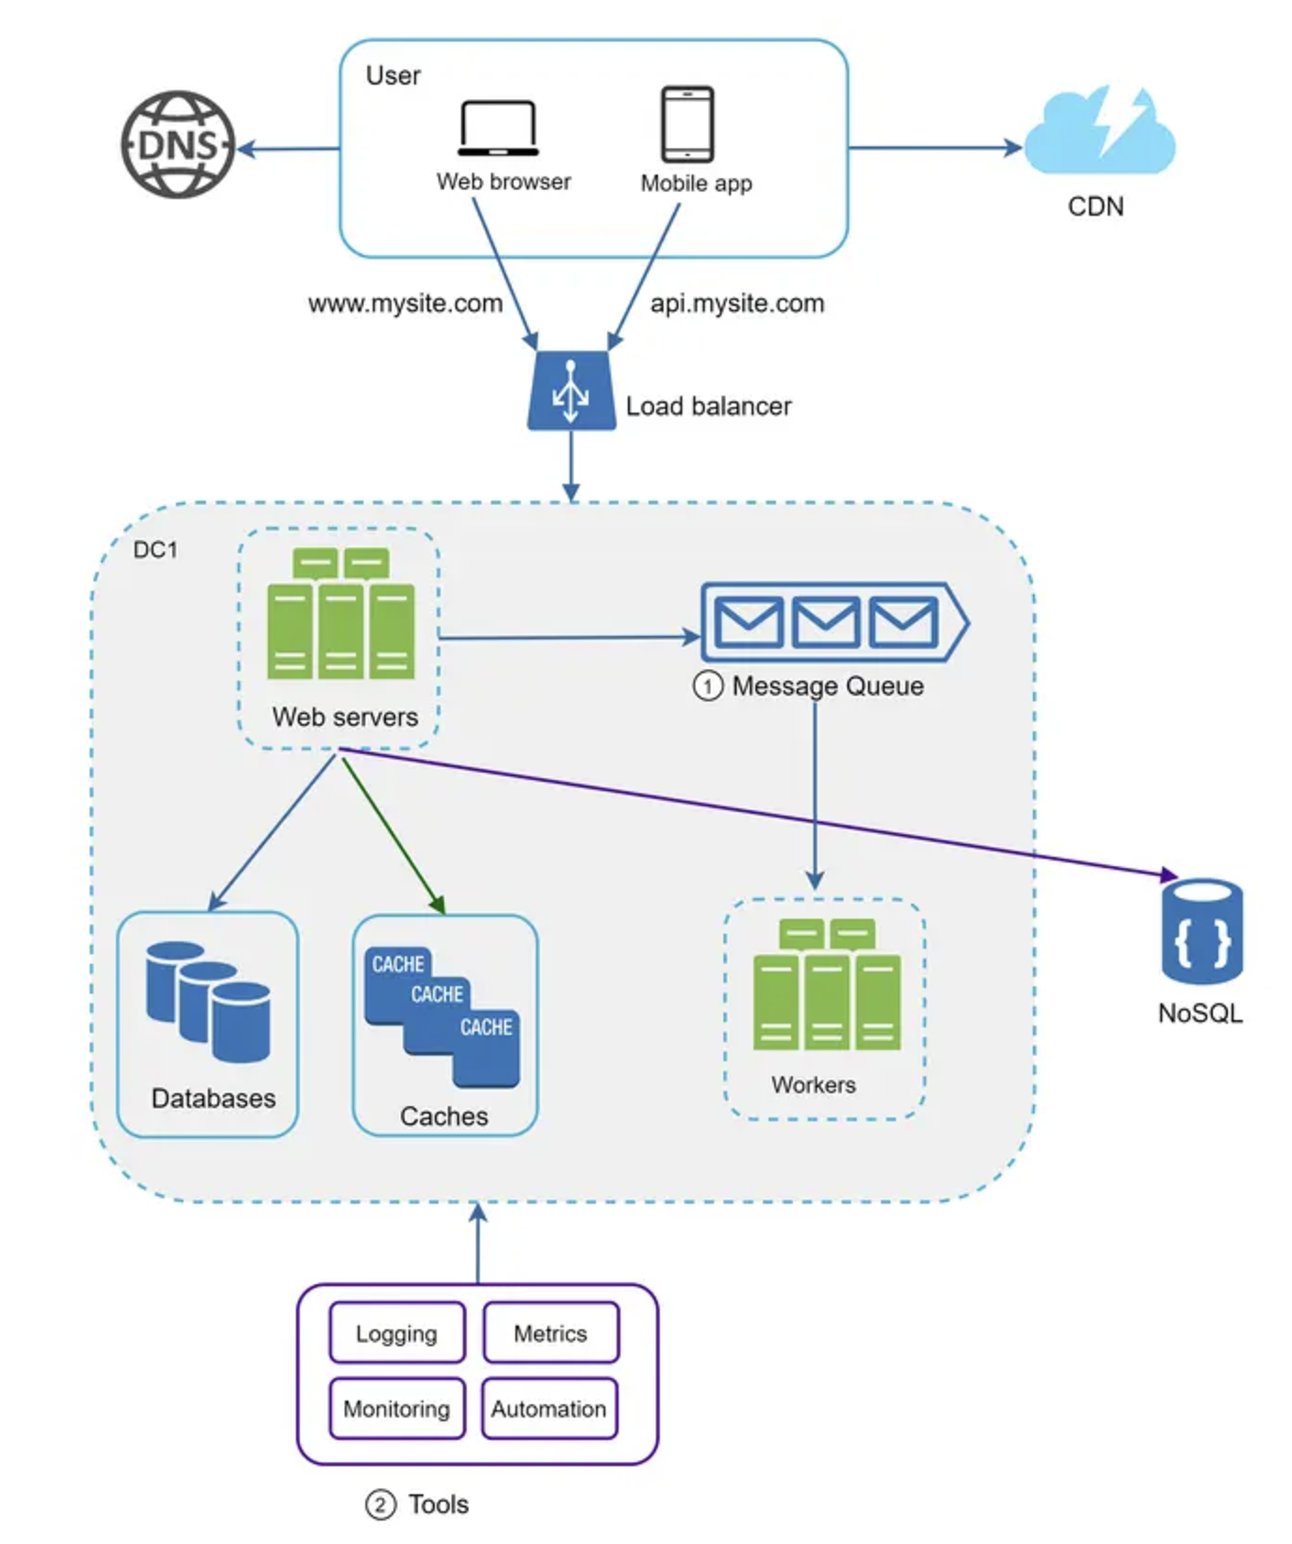 User
DNS
Web browser
Mobile app
CDN
www.mysite.com
api.mysite.com
Load balancer
DC1
① Message Queue
Web servers
CACHE
CACHE
CACHE
{ }
NoSQL
Databases
Caches
Workers
Logging
Metrics
Monitoring
Automation
② Tools